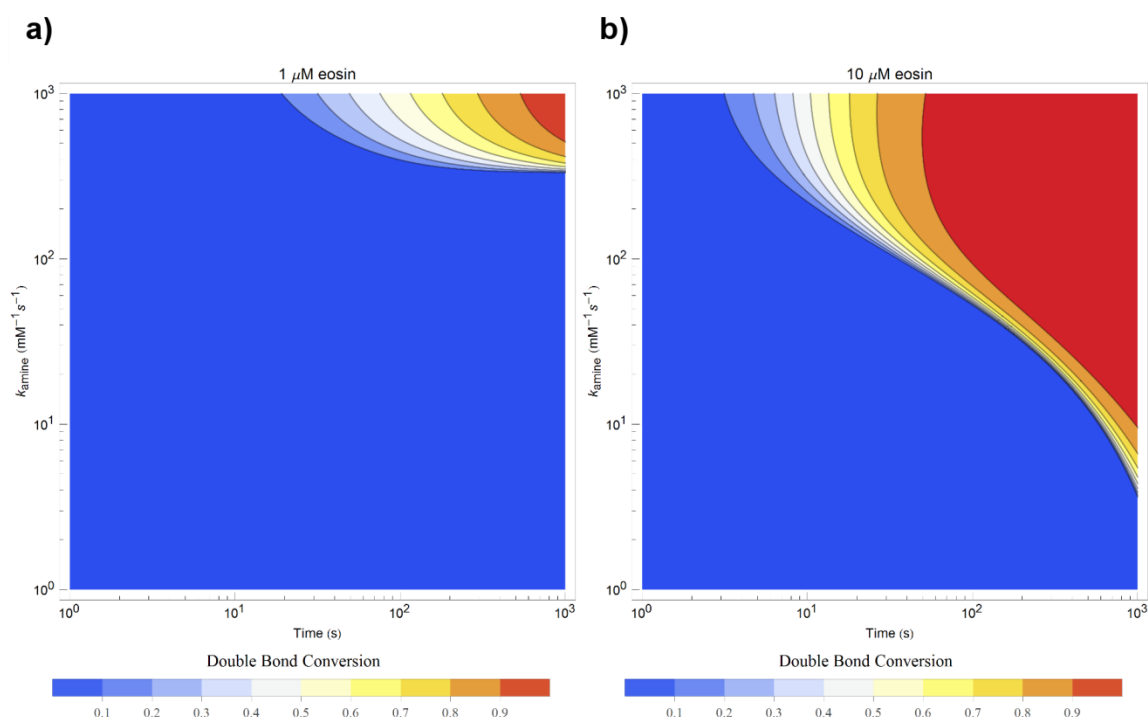 a)
1 μM eosin
10³
10²
10¹
10⁰
k_amine (mM⁻¹s⁻¹)
10⁰ 10¹ 10² 10³
Time (s)
Double Bond Conversion
0.1 0.2 0.3 0.4 0.5 0.6 0.7 0.8 0.9
b)
10 μM eosin
10³
10²
10¹
10⁰
k_amine (mM⁻¹s⁻¹)
10⁰ 10¹ 10² 10³
Time (s)
Double Bond Conversion
0.1 0.2 0.3 0.4 0.5 0.6 0.7 0.8 0.9